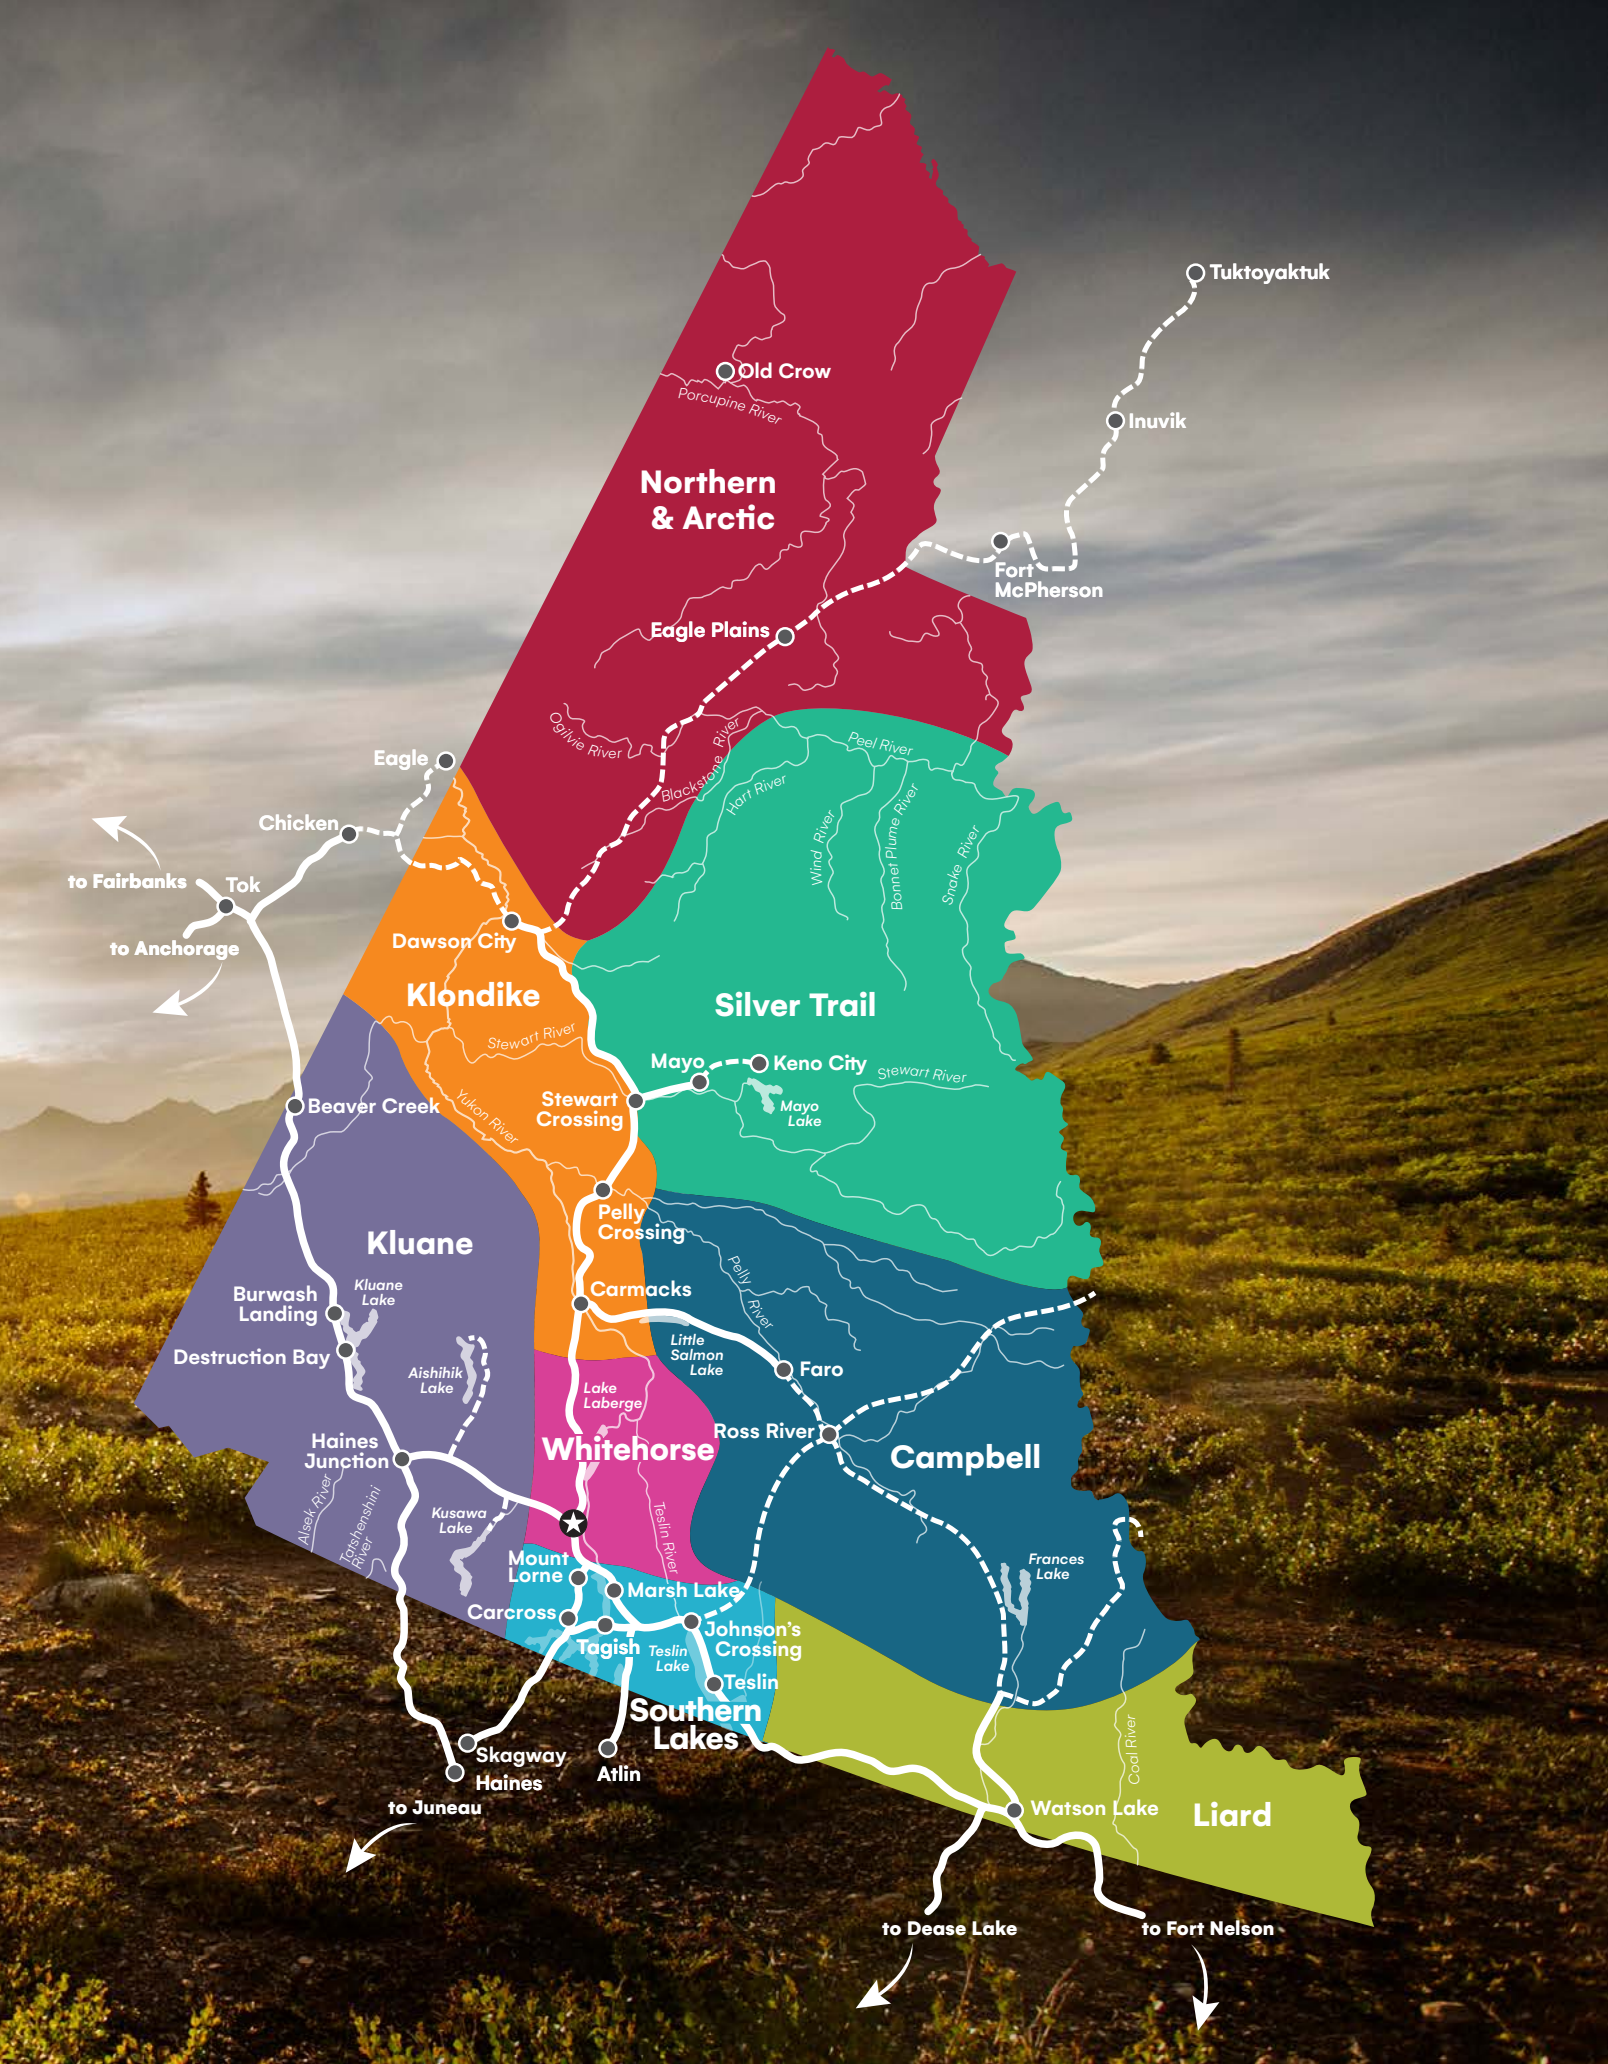 Tuktoyaktuk
Old Crow
Porcupine River
Inuvik
Northern
& Arctic
Fort
McPherson
Eagle Plains
Ogilvie River
Blackstone River
Peel River
Hart River
Wind River
Bonnet Plume River
Snake River
Eagle
Chicken
to Fairbanks
Tok
to Anchorage
Dawson City
Klondike
Silver Trail
Stewart River
Mayo
Keno City
Stewart River
Mayo
Lake
Stewart
Crossing
Beaver Creek
Yukon River
Pelly
Crossing
Kluane
Kluane
Lake
Burwash
Landing
Destruction Bay
Aishihik
Lake
Carmacks
Pelly River
Little
Salmon
Lake
Faro
Lake
Laberge
Ross River
Whitehorse
Campbell
Haines
Junction
Alsek River
Tatshenshini
River
Kusawa
Lake
Teslin River
Mount
Lorne
Marsh Lake
Frances
Lake
Carcross
Tagish
Johnson's
Crossing
Teslin
Lake
Teslin
Southern
Lakes
Skagway
Haines
Atlin
to Juneau
Coal River
Watson Lake
Liard
to Dease Lake
to Fort Nelson